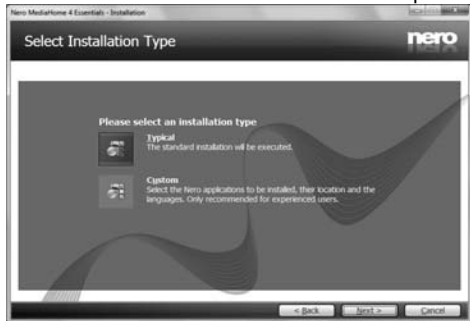 Nero MediaHome 4 Essentials - Installation
Select Installation Type
nero
Please select an installation type
Typical
The standard installation will be executed.
Custom
Select the Nero applications to be installed, their location and the
languages. Only recommended for experienced users.
< Back
Next >
Cancel